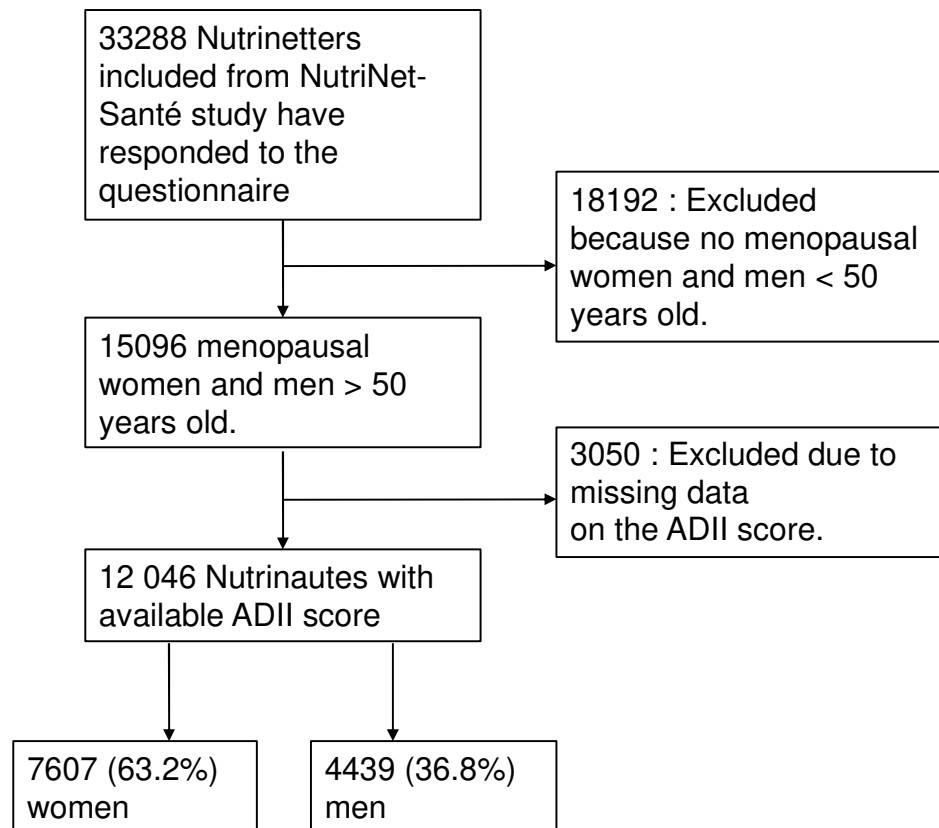 33288 Nutrinetters
included from NutriNet-
Santé study have
responded to the
questionnaire
18192 : Excluded
because no menopausal
women and men < 50
years old.
15096 menopausal
women and men > 50
years old.
3050 : Excluded due to
missing data
on the ADII score.
12 046 Nutrinautes with
available ADII score
7607 (63.2%)
women
4439 (36.8%)
men